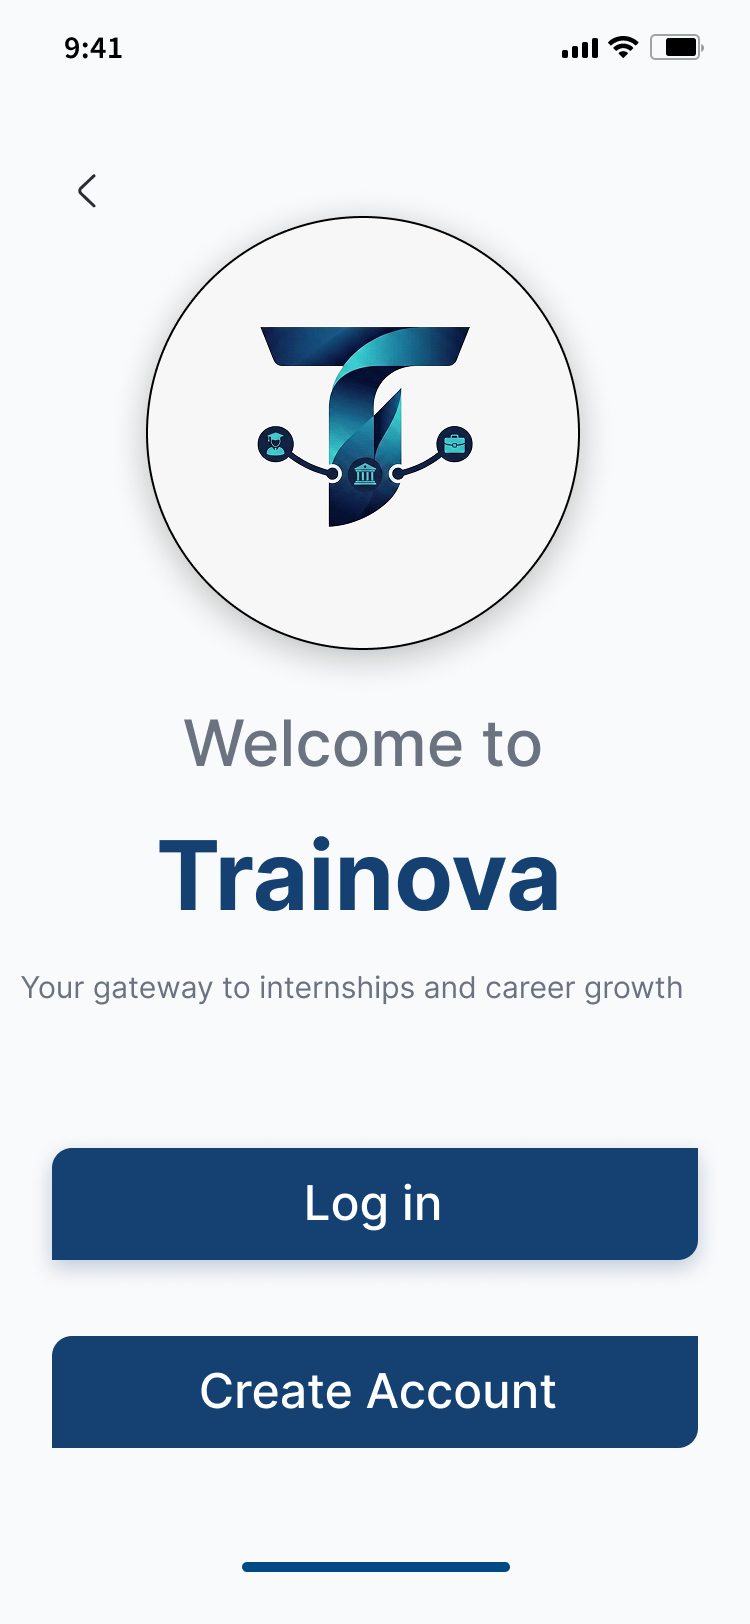 9:41
Welcome to
Trainova
Your gateway to internships and career growth
Log in
Create Account